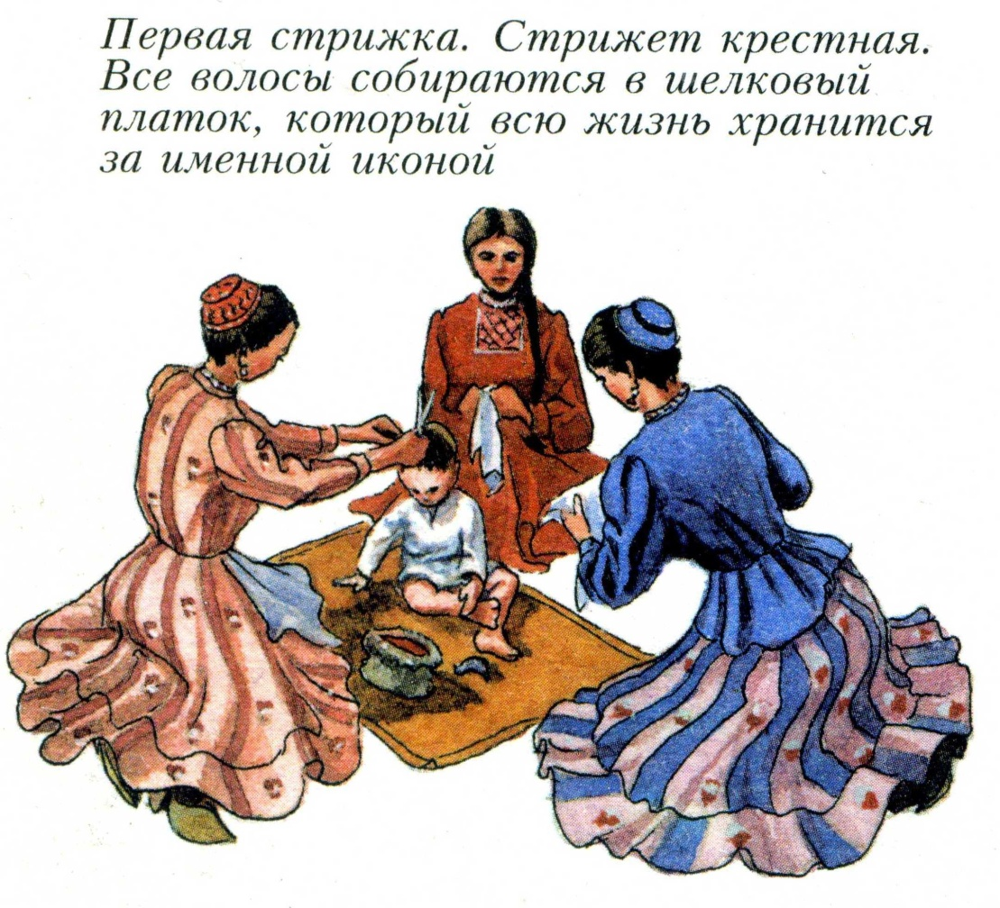 Первая стрижка. Стрижет крестная.
Все волосы собираются в шелковый
платок, который всю жизнь хранится
за именной иконой